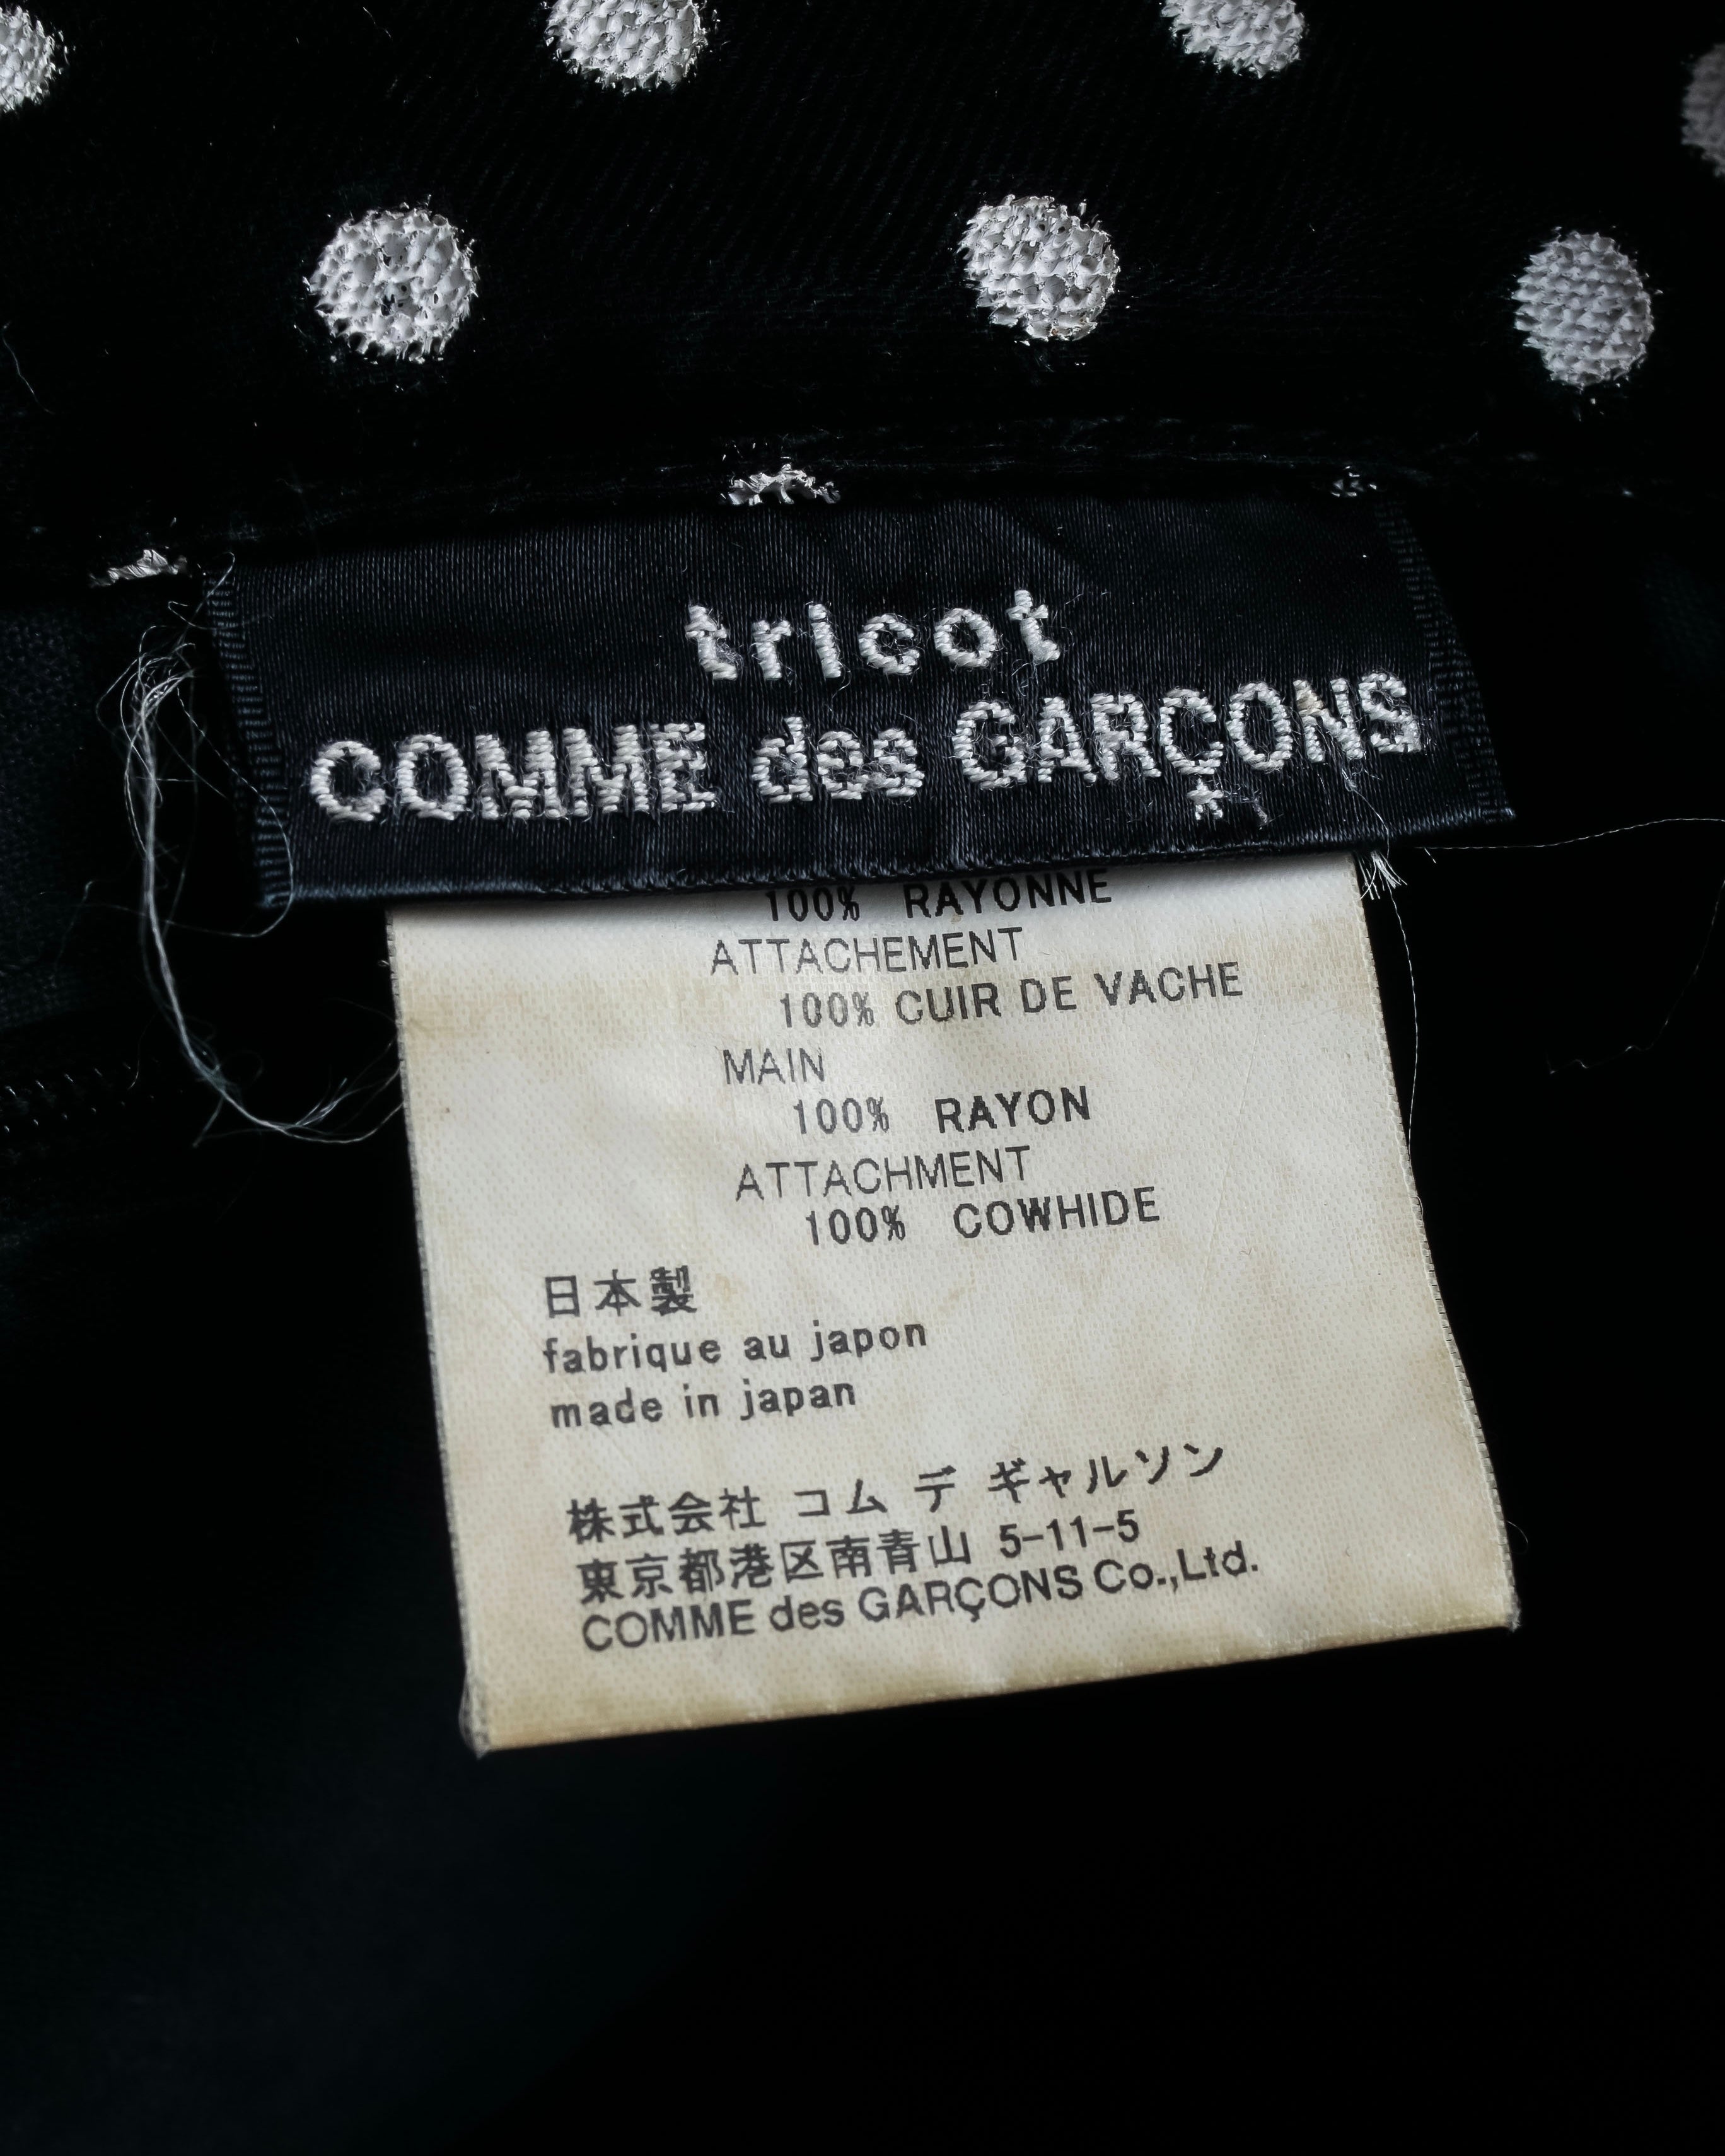 tricot
COMME des GARÇONS
100% RAYONNE
ATTACHEMENT
100% CUIR DE VACHE
MAIN
100% RAYON
ATTACHMENT
100% COWHIDE
日本製
fabrique au japon
made in japan
株式会社 コム デ ギャルソン
東京都港区南青山 5-11-5
COMME des GARÇONS Co.,Ltd.